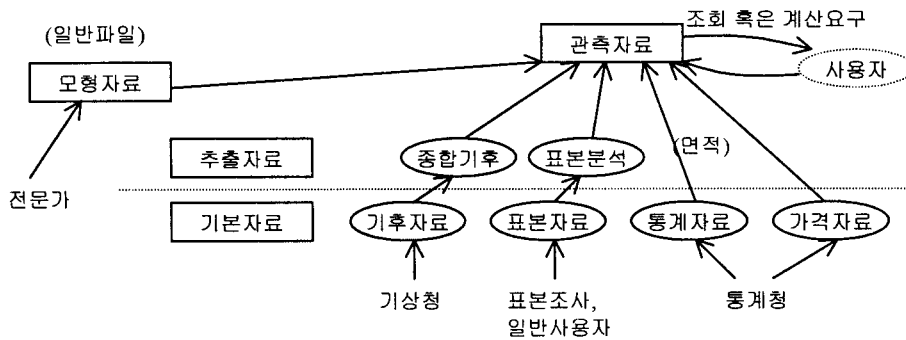 조회 혹은 계산요구
(일반파일)
관측자료
사용자
모형자료
(면적)
추출자료
종합기후
표본분석
전문가
기본자료
기후자료
표본자료
통계자료
가격자료
기상청
표본조사,
일반사용자
통계청